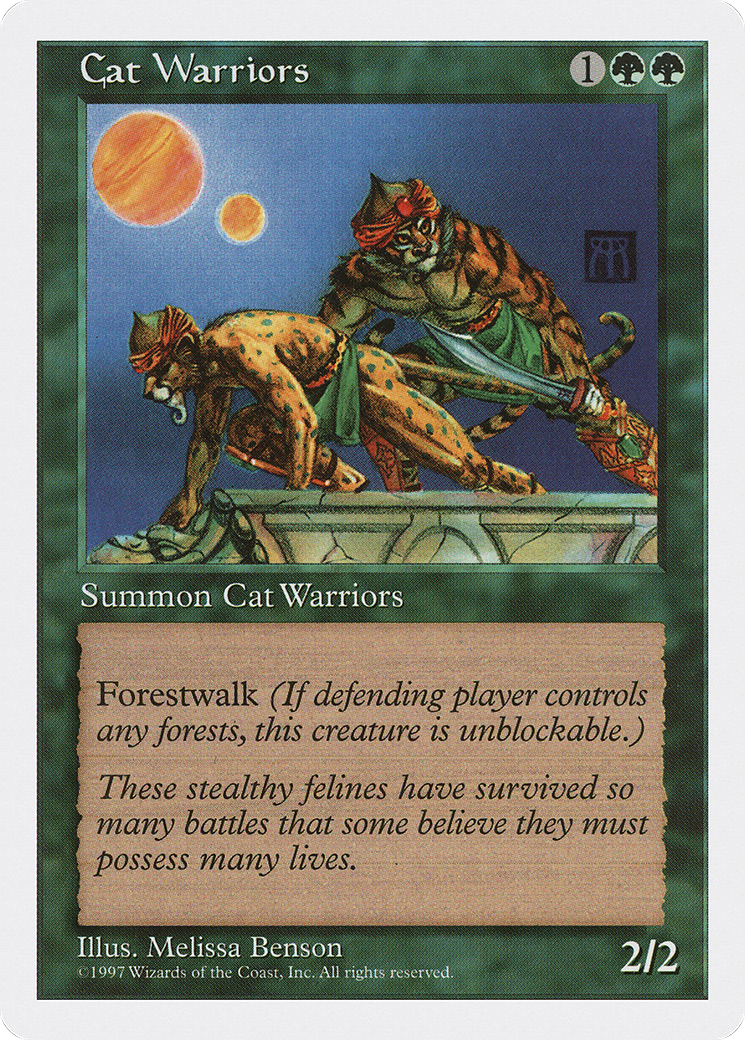 Cat Warriors 1
Summon Cat Warriors
Forestwalk (If defending player controls
any forests, this creature is unblockable.)
These stealthy felines have survived so
many battles that some believe they must
possess many lives.
Illus. Melissa Benson
©1997 Wizards of the Coast, Inc. All rights reserved.
2/2